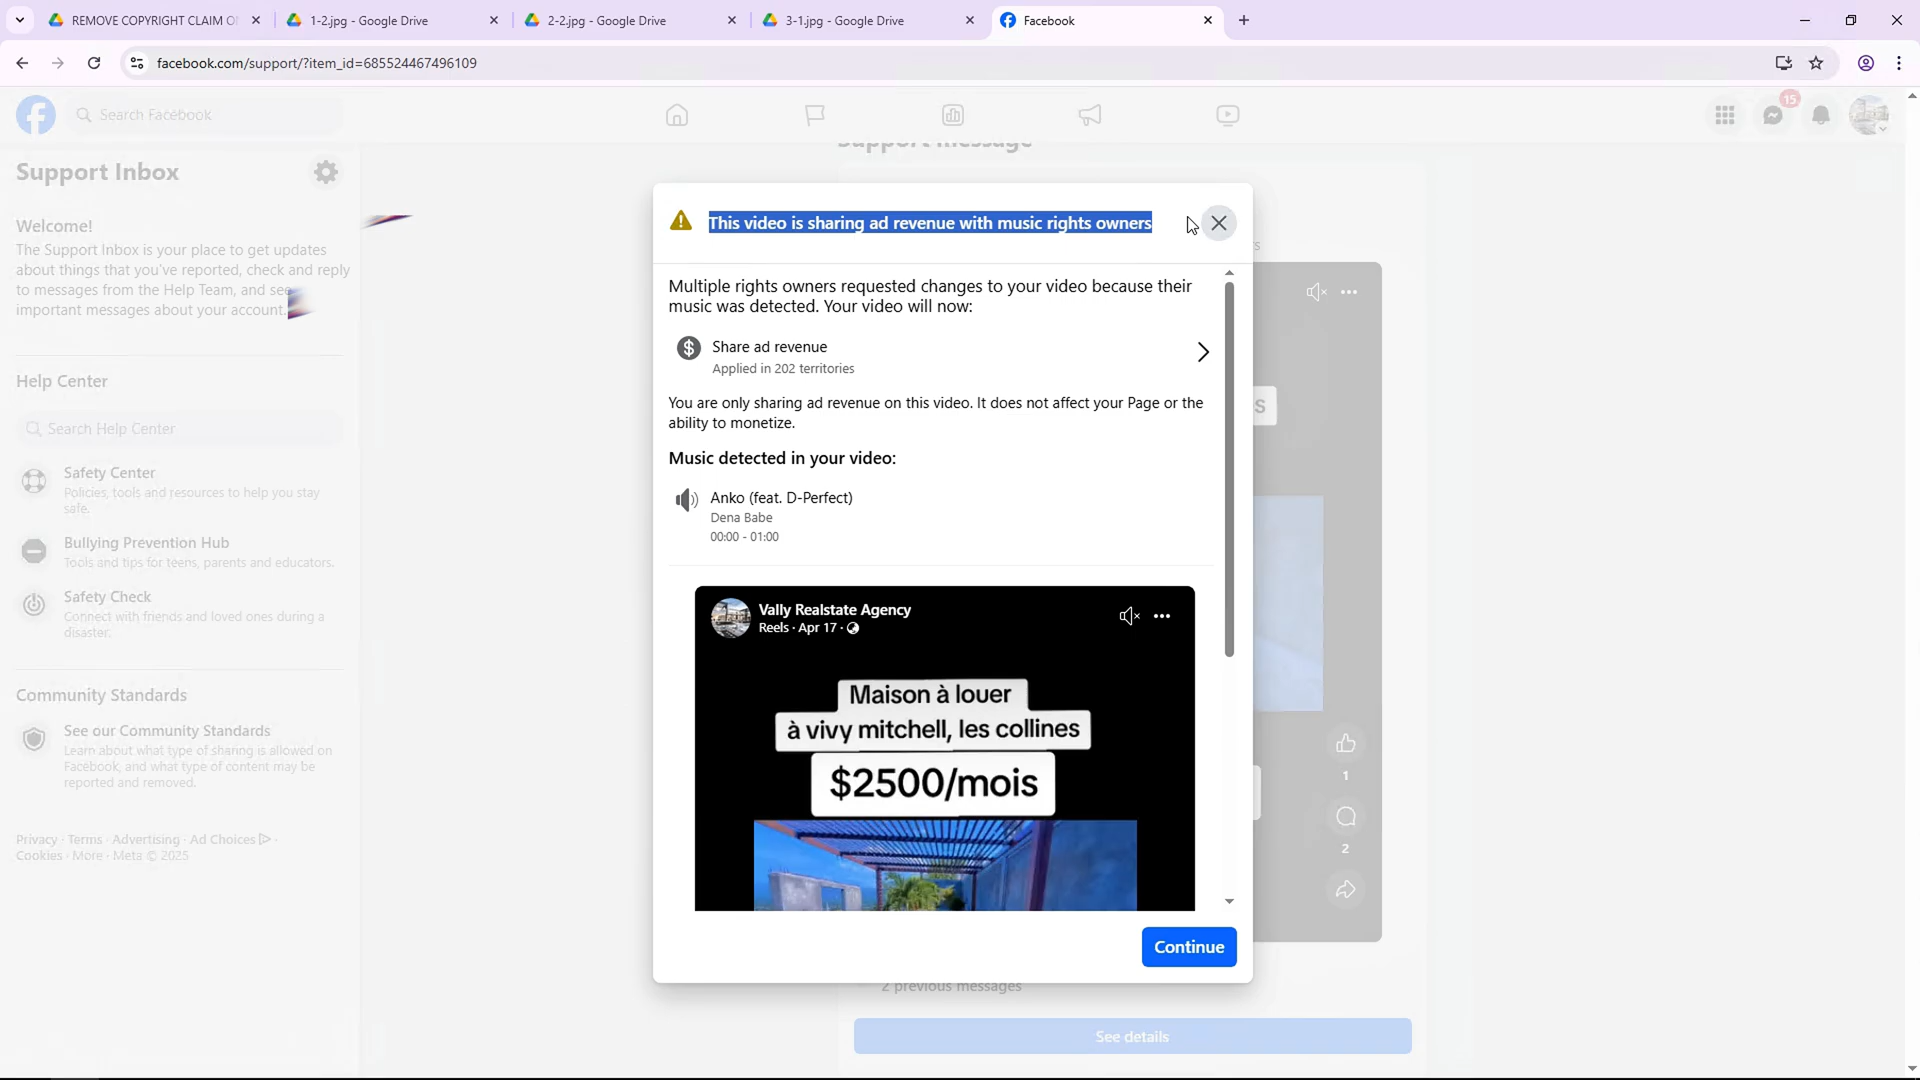 REMOVE COPYRIGHT CLAIM O
1-2.jpg - Google Drive
2-2.jpg - Google Drive
3-1.jpg - Google Drive
Facebook
facebook.com/support/?item_id=685524467496109
Search Facebook
15
Support Inbox
Welcome!
The Support Inbox is your place to get updates
about things that you've reported, check and reply
to messages from the Help Team, and see
important messages about your account.
Help Center
Search Help Center
Safety Center
Policies, tools and resources to help you stay
safe.
Bullying Prevention Hub
Tools and tips for teens, parents and educators.
Safety Check
Connect with friends and loved ones during a
disaster.
Community Standards
See our Community Standards
Learn about what type of sharing is allowed on
Facebook, and what type of content may be
reported and removed.
Privacy · Terms · Advertising · Ad Choices ·
Cookies · More · Meta © 2025
Support message
This video is sharing ad revenue with music rights owners
Multiple rights owners requested changes to your video because their
music was detected. Your video will now:
Share ad revenue
Applied in 202 territories
You are only sharing ad revenue on this video. It does not affect your Page or the
ability to monetize.
Music detected in your video:
Anko (feat. D-Perfect)
Dena Babe
00:00 - 01:00
Vally Realstate Agency
Reels · Apr 17 ·
Maison à louer
à vivy mitchell, les collines
$2500/mois
Continue
s
s
1
2
2 previous messages
See details